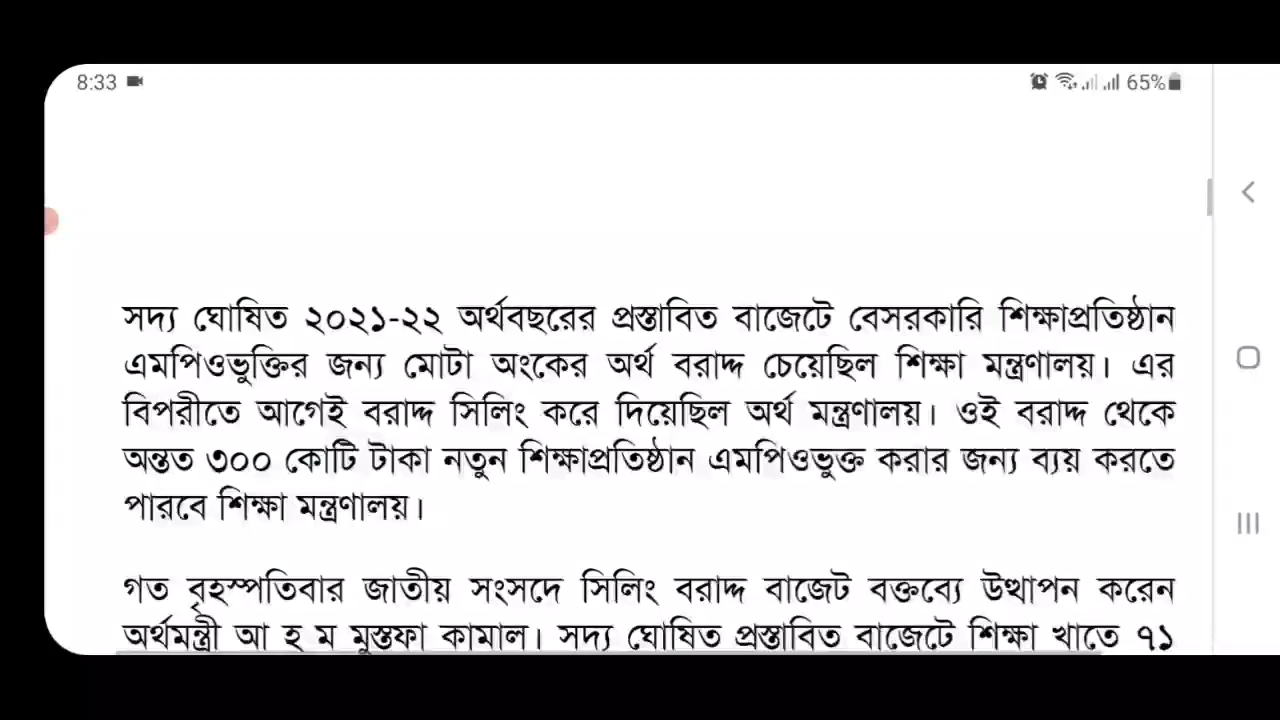 8:33
65%
সদ্য ঘোষিত ২০২১-২২ অর্থবছরের প্রস্তাবিত বাজেটে বেসরকারি শিক্ষাপ্রতিষ্ঠান
এমপিওভুক্তির জন্য মোটা অংকের অর্থ বরাদ্দ চেয়েছিল শিক্ষা মন্ত্রণালয়। এর
বিপরীতে আগেই বরাদ্দ সিলিং করে দিয়েছিল অর্থ মন্ত্রণালয়। ওই বরাদ্দ থেকে
অন্তত ৩০০ কোটি টাকা নতুন শিক্ষাপ্রতিষ্ঠান এমপিওভুক্ত করার জন্য ব্যয় করতে
পারবে শিক্ষা মন্ত্রণালয়।
গত বৃহস্পতিবার জাতীয় সংসদে সিলিং বরাদ্দ বাজেট বক্তব্যে উত্থাপন করেন
অর্থমন্ত্রী আ হ ম মুস্তফা কামাল। সদ্য ঘোষিত প্রস্তাবিত বাজেটে শিক্ষা খাতে ৭১